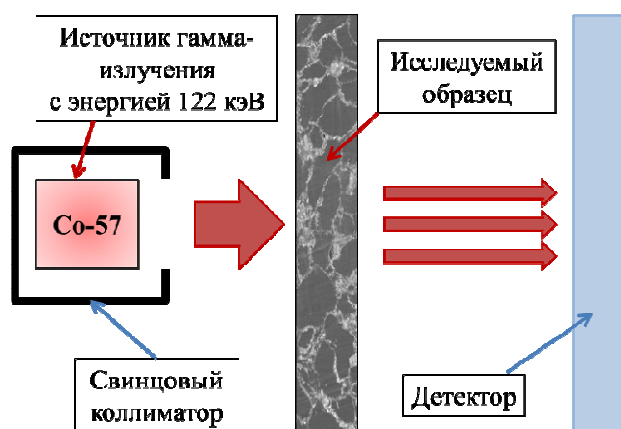 Источник гамма-
излучения
с энергией 122 кэВ
Исследуемый
образец
Co-57
Свинцовый
коллиматор
Детектор